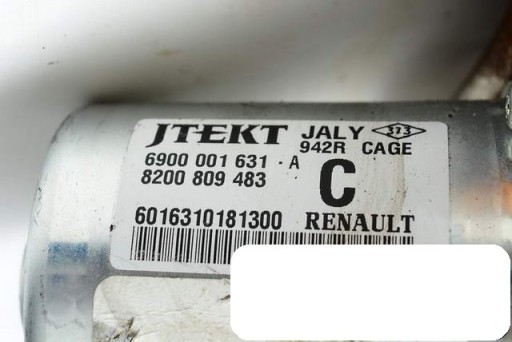 JTEKT JALY 373
942R CAGE
6900 001 631 · A
8200 809 483 C
6016310181300 RENAULT